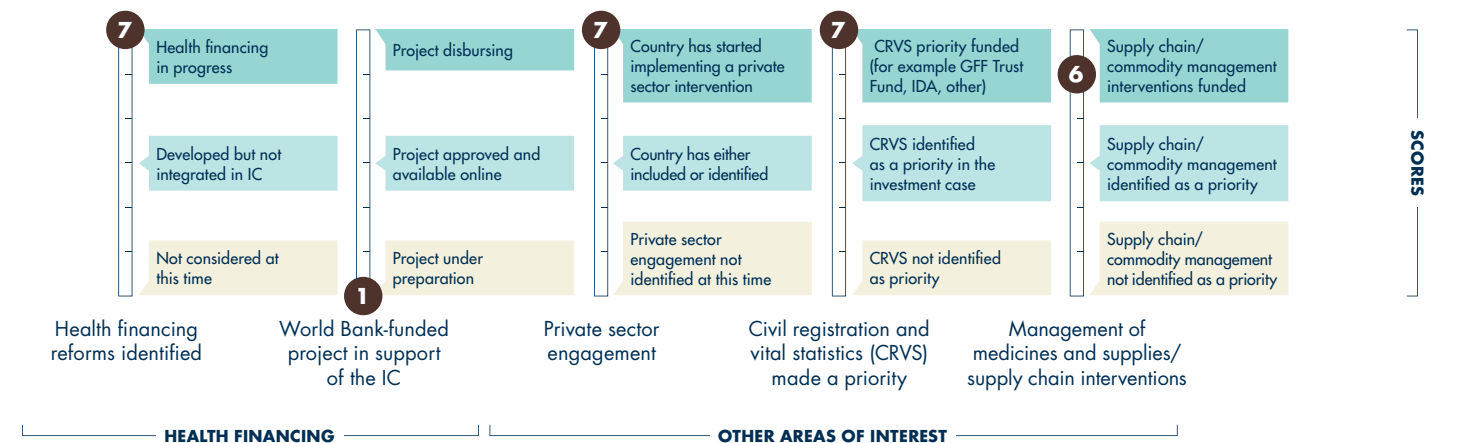 7
Health financing
in progress
Developed but not
integrated in IC
Not considered at
this time
Health financing
reforms identified
Project disbursing
Project approved and
available online
Project under
preparation
1
World Bank-funded
project in support
of the IC
7
Country has started
implementing a private
sector intervention
Country has either
included or identified
Private sector
engagement not
identified at this time
Private sector
engagement
7
CRVS priority funded
(for example GFF Trust
Fund, IDA, other)
CRVS identified
as a priority in the
investment case
CRVS not identified
as priority
Civil registration and
vital statistics (CRVS)
made a priority
6
Supply chain/
commodity management
interventions funded
Supply chain/
commodity management
identified as a priority
Supply chain/
commodity management
not identified as a priority
Management of
medicines and supplies/
supply chain interventions
SCORES
HEALTH FINANCING
OTHER AREAS OF INTEREST